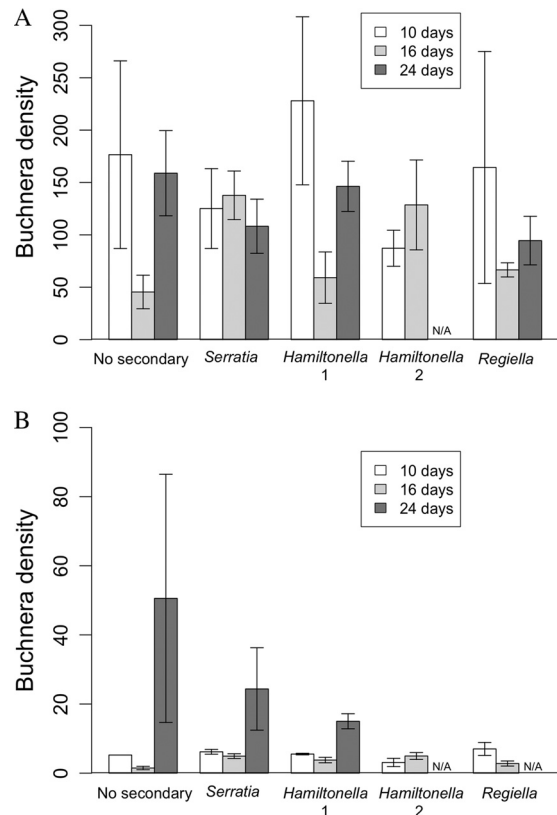 A
Buchnera density
300
250
200
150
100
50
0
10 days
16 days
24 days
N/A
No secondary
Serratia
Hamiltonella
1
Hamiltonella
2
Regiella
B
Buchnera density
100
80
60
40
20
0
10 days
16 days
24 days
N/A
N/A
No secondary
Serratia
Hamiltonella
1
Hamiltonella
2
Regiella